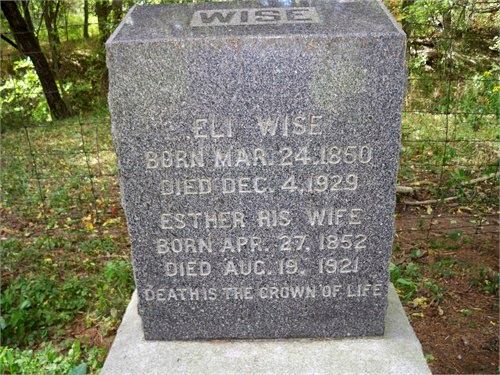 WISE
ELI WISE
BORN MAR. 24. 1850
DIED DEC. 4. 1929
ESTHER HIS WIFE
BORN APR. 27. 1852
DIED AUG. 19. 1921
DEATH IS THE CROWN OF LIFE